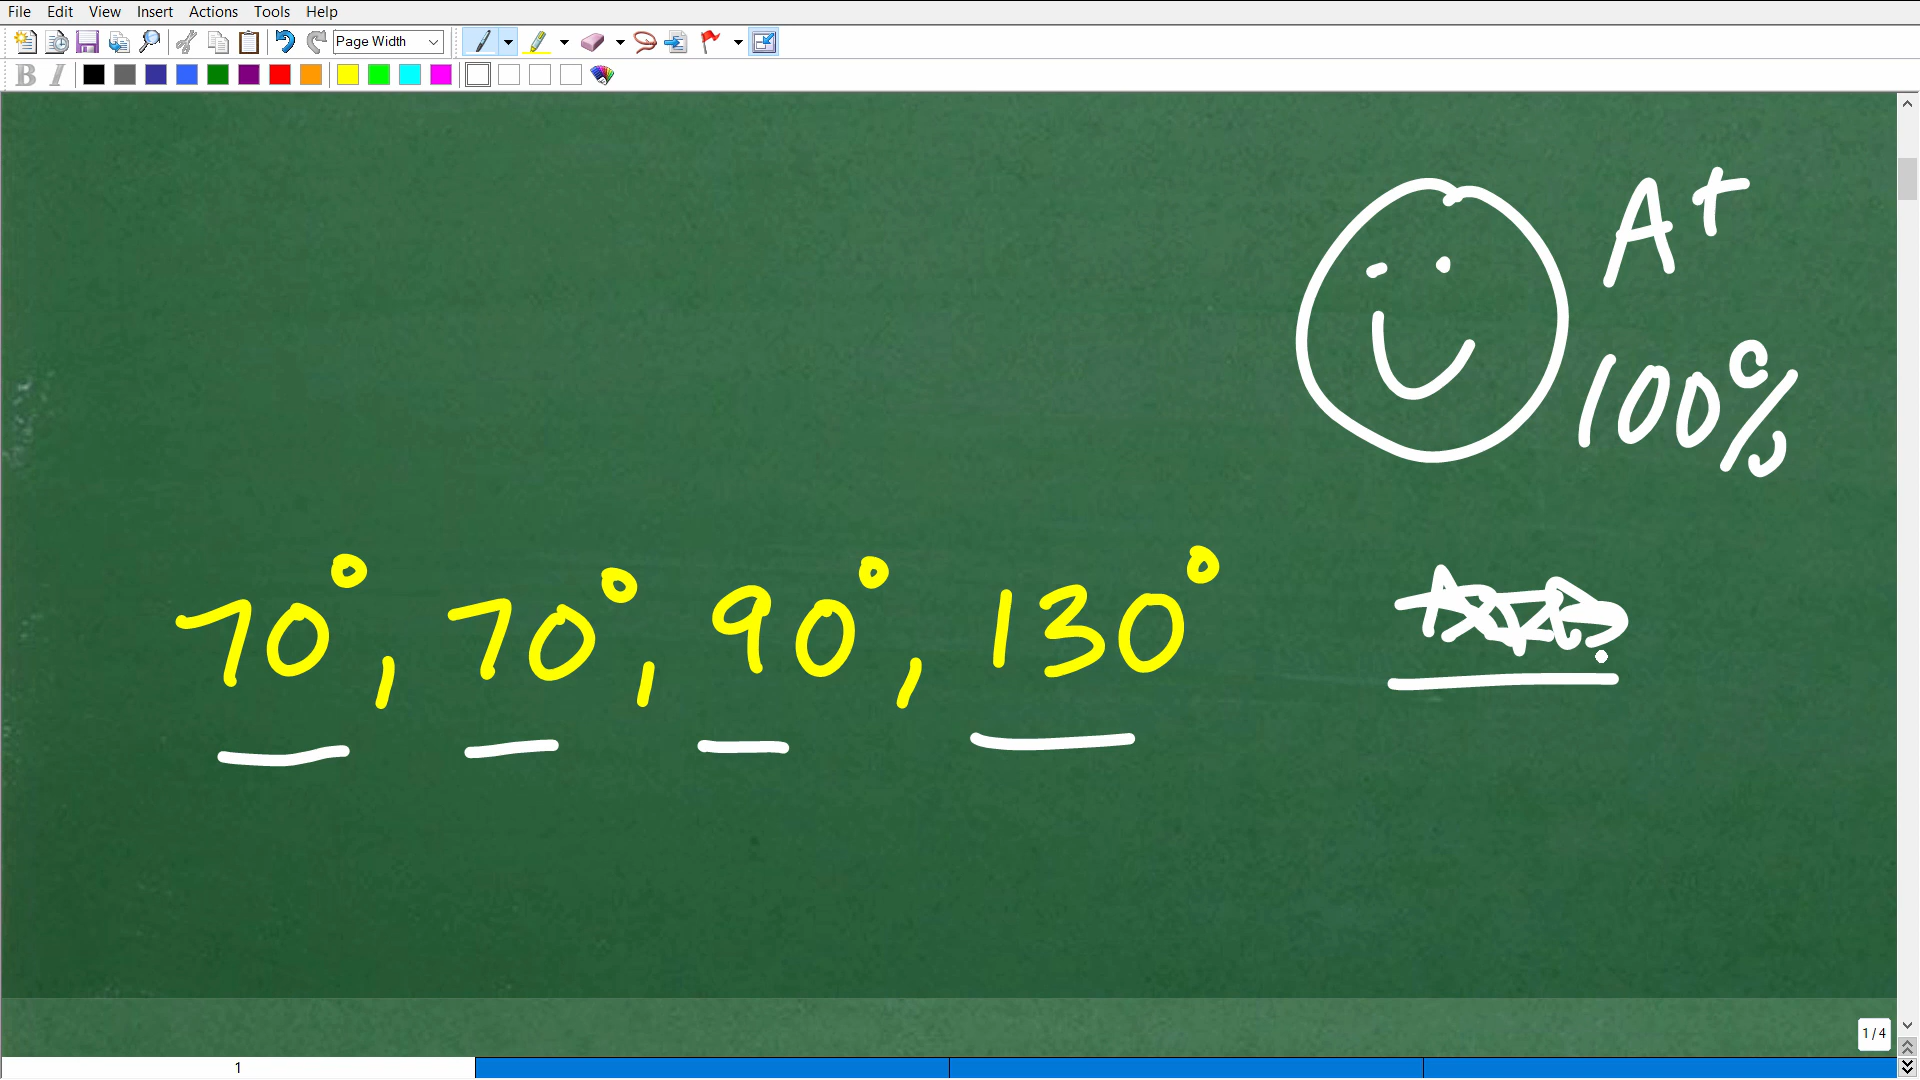 File Edit View Insert Actions Tools Help
Page Width
B I
A+
100%
70°, 70°, 90°, 130°
1 / 4
1